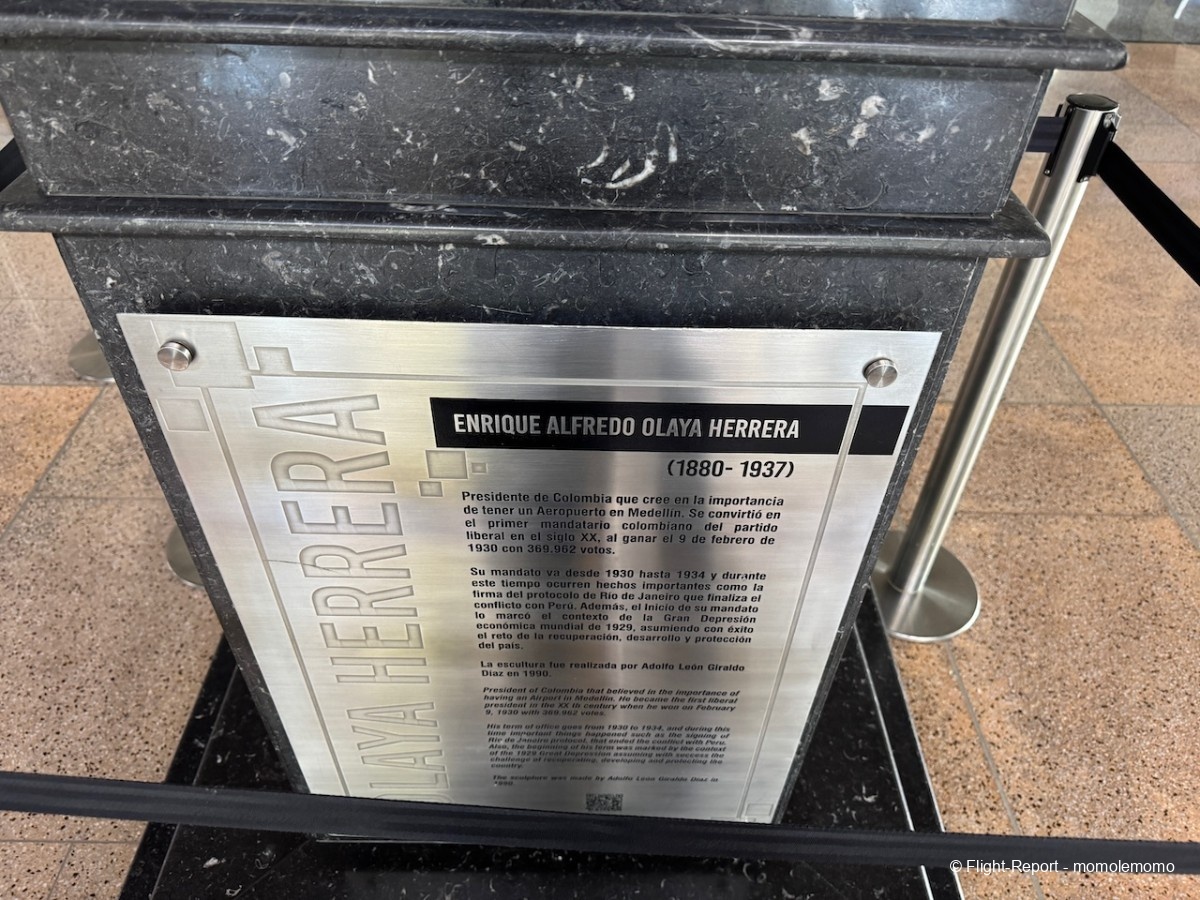 OLAYA HERRERA
ENRIQUE ALFREDO OLAYA HERRERA
(1880- 1937)
Presidente de Colombia que cree en la importancia
de tener un Aeropuerto en Medellín. Se convirtió en
el primer mandatario colombiano del partido
liberal en el siglo XX, al ganar el 9 de febrero de
1930 con 369.962 votos.
Su mandato va desde 1930 hasta 1934 y durante
este tiempo ocurren hechos importantes como la
firma del protocolo de Río de Janeiro que finaliza el
conflicto con Perú. Además, el Inicio de su mandato
lo marcó el contexto de la Gran Depresión
económica mundial de 1929, asumiendo con éxito
el reto de la recuperación, desarrollo y protección
del país.
La escultura fue realizada por Adolfo León Giraldo
Díaz en 1990.
President of Colombia that believed in the importance of
having an Airport in Medellín. He became the first liberal
president in the XX th century when he won on February
9, 1930 with 369.962 votes.
His term of office goes from 1930 to 1934, and during this
time important things happened such as the signing of
Río de Janeiro protocol, that ended the conflict with Peru.
Also, the beginning of his term was marked by the context
of the 1929 Great Depression assuming with success the
challenge of recuperating, developing and protecting the
country.
The sculpture was made by Adolfo León Giraldo Díaz in
1990.
© Flight-Report - momolemomo